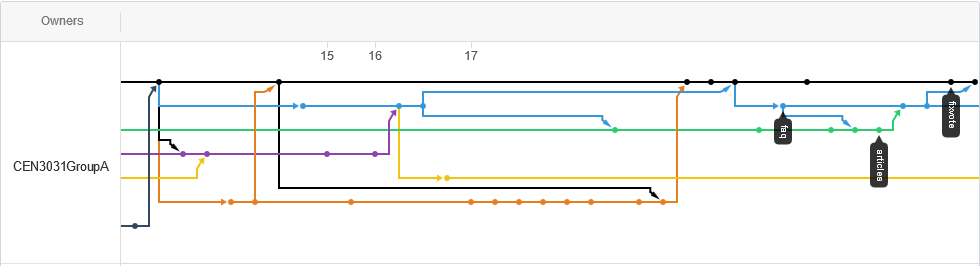 Owners
15 16 17
CEN3031GroupA
faq
articles
fixvote